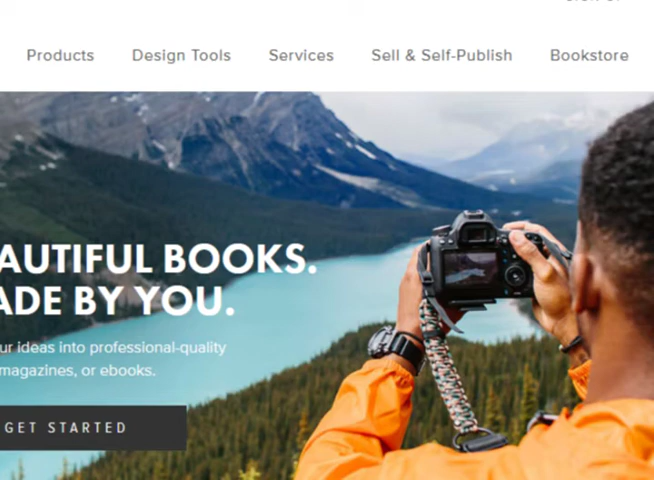 Products Design Tools Services Sell & Self-Publish Bookstore
AUTIFUL BOOKS.
ADE BY YOU.
ur ideas into professional-quality
magazines, or ebooks.
GET STARTED